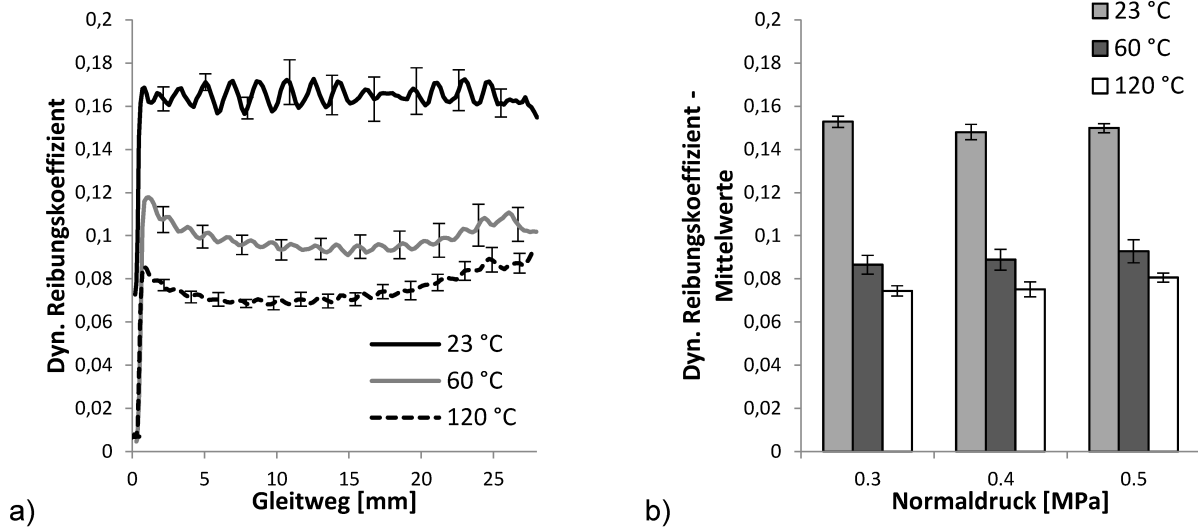 0,2
0,18
0,16
0,14
0,12
0,1
0,08
0,06
0,04
0,02
0
Dyn. Reibungskoeffizient
0 5 10 15 20 25
Gleitweg [mm]
23 °C
60 °C
120 °C
a)
0,2
0,18
0,16
0,14
0,12
0,1
0,08
0,06
0,04
0,02
0
Dyn. Reibungskoeffizient -
Mittelwerte
23 °C
60 °C
120 °C
0.3 0.4 0.5
Normaldruck [MPa]
b)